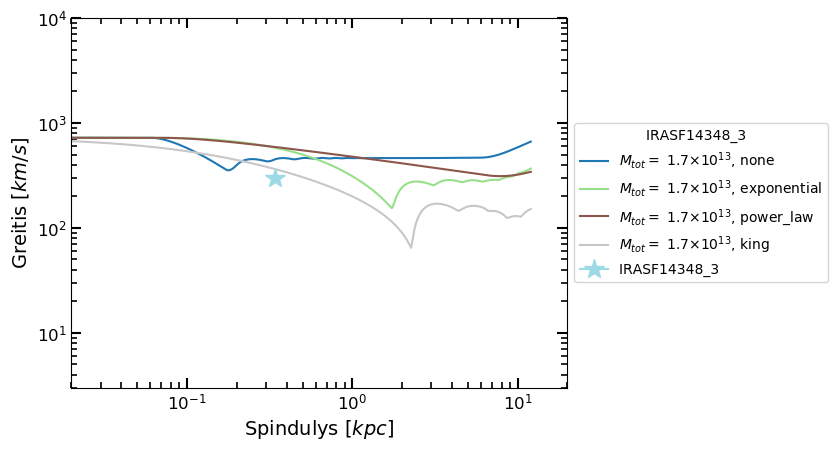 10⁴
10³
10²
10¹
Greitis [km/s]
10⁻¹
10⁰
10¹
Spindulys [kpc]
IRASF14348_3
M_tot = 1.7×10¹³, none
M_tot = 1.7×10¹³, exponential
M_tot = 1.7×10¹³, power_law
M_tot = 1.7×10¹³, king
IRASF14348_3